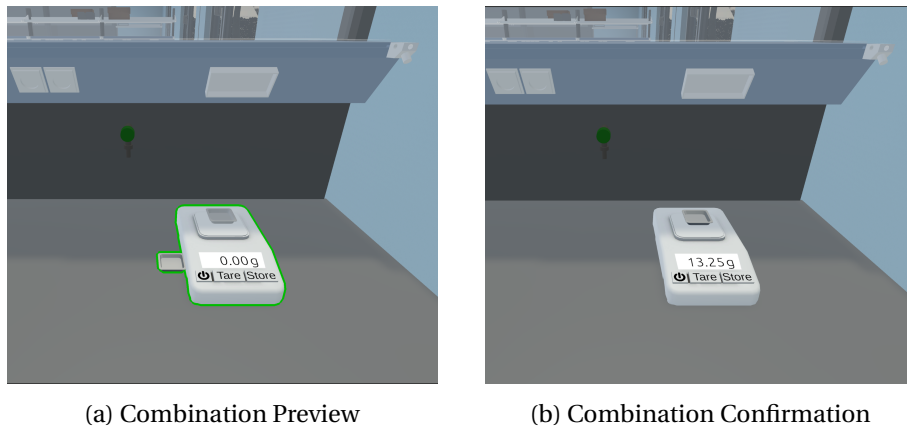 0.00g
Tare Store
13.25g
Tare Store
(a) Combination Preview
(b) Combination Confirmation